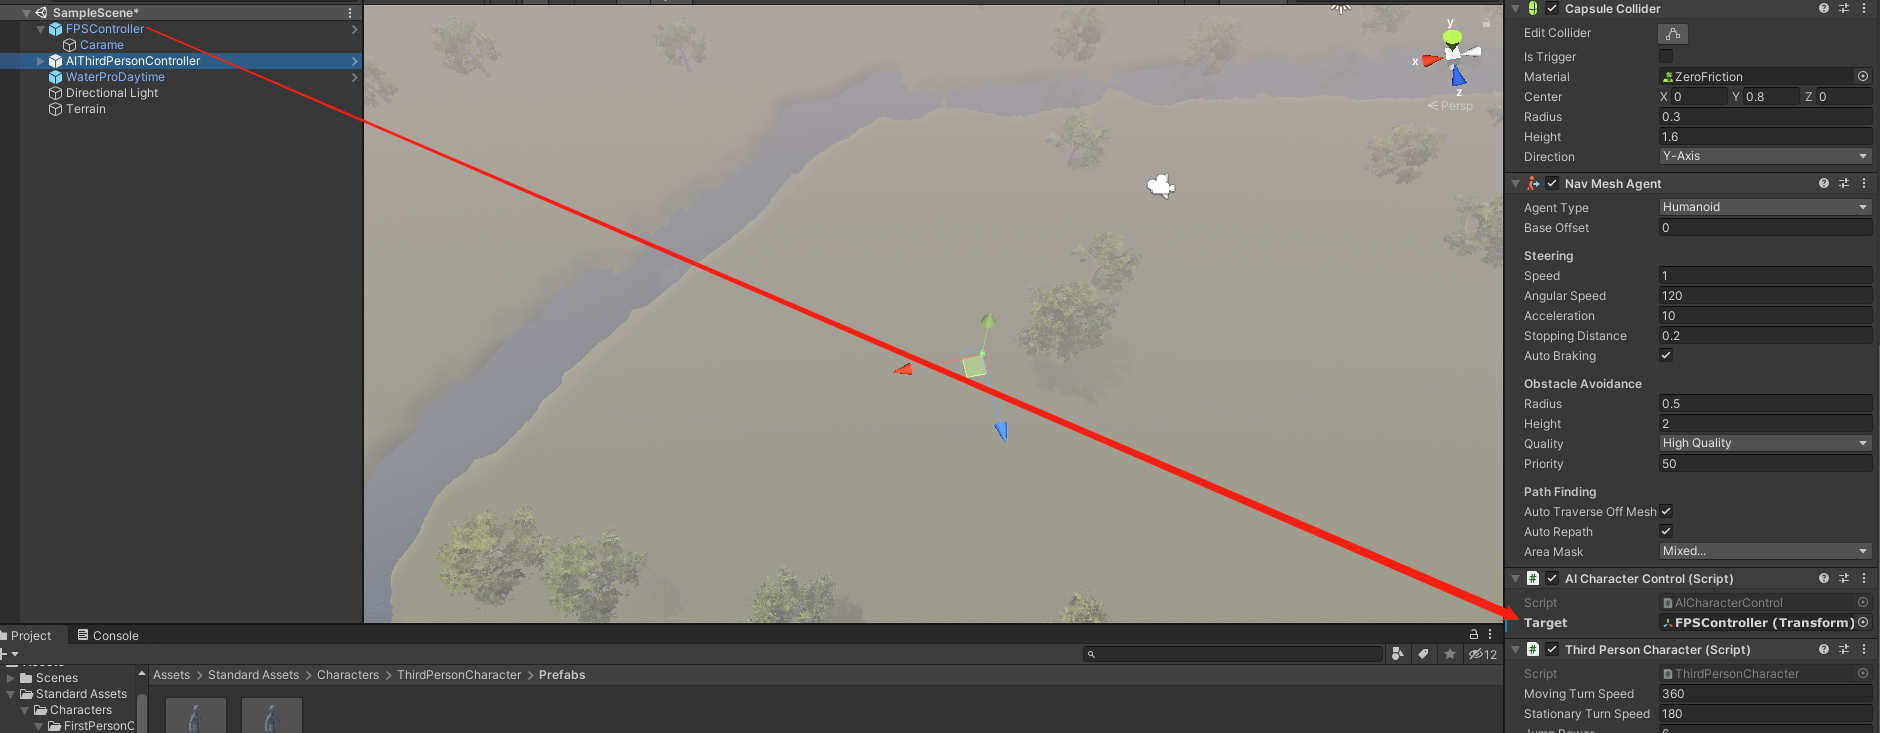 SampleScene*
FPSController
Carame
AIThirdPersonController
WaterProDaytime
Directional Light
Terrain
y
x
z
Persp
Capsule Collider
Edit Collider
Is Trigger
Material ZeroFriction
Center X 0 Y 0.8 Z 0
Radius 0.3
Height 1.6
Direction Y-Axis
Nav Mesh Agent
Agent Type Humanoid
Base Offset 0
Steering
Speed 1
Angular Speed 120
Acceleration 10
Stopping Distance 0.2
Auto Braking
Obstacle Avoidance
Radius 0.5
Height 2
Quality High Quality
Priority 50
Path Finding
Auto Traverse Off Mesh
Auto Repath
Area Mask Mixed...
AI Character Control (Script)
Script AICharacterControl
Target FPSController (Transform)
Third Person Character (Script)
Script ThirdPersonCharacter
Moving Turn Speed 360
Stationary Turn Speed 180
Jump Power 6
Project Console
12
Assets
Scenes
Standard Assets
Characters
FirstPersonC
Assets > Standard Assets > Characters > ThirdPersonCharacter > Prefabs